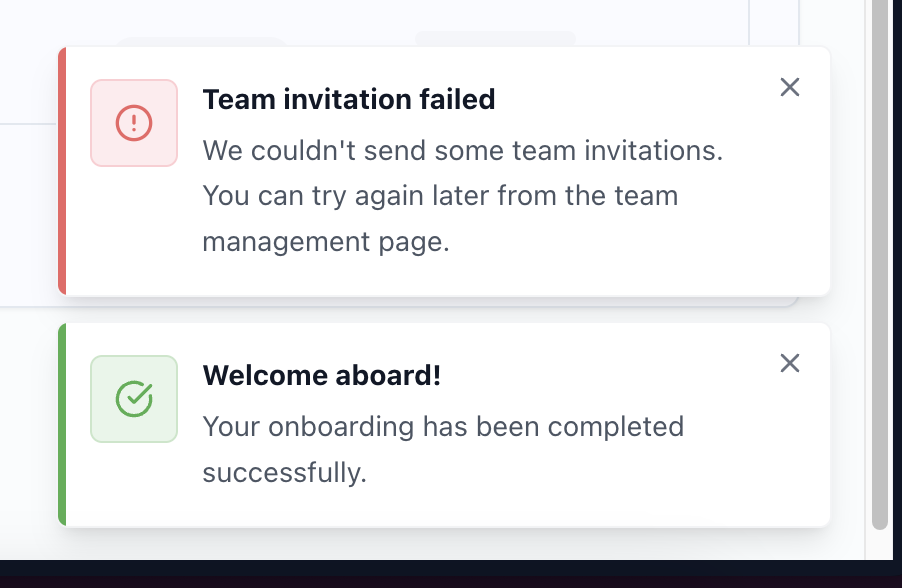 Team invitation failed
We couldn't send some team invitations.
You can try again later from the team
management page.
Welcome aboard!
Your onboarding has been completed
successfully.